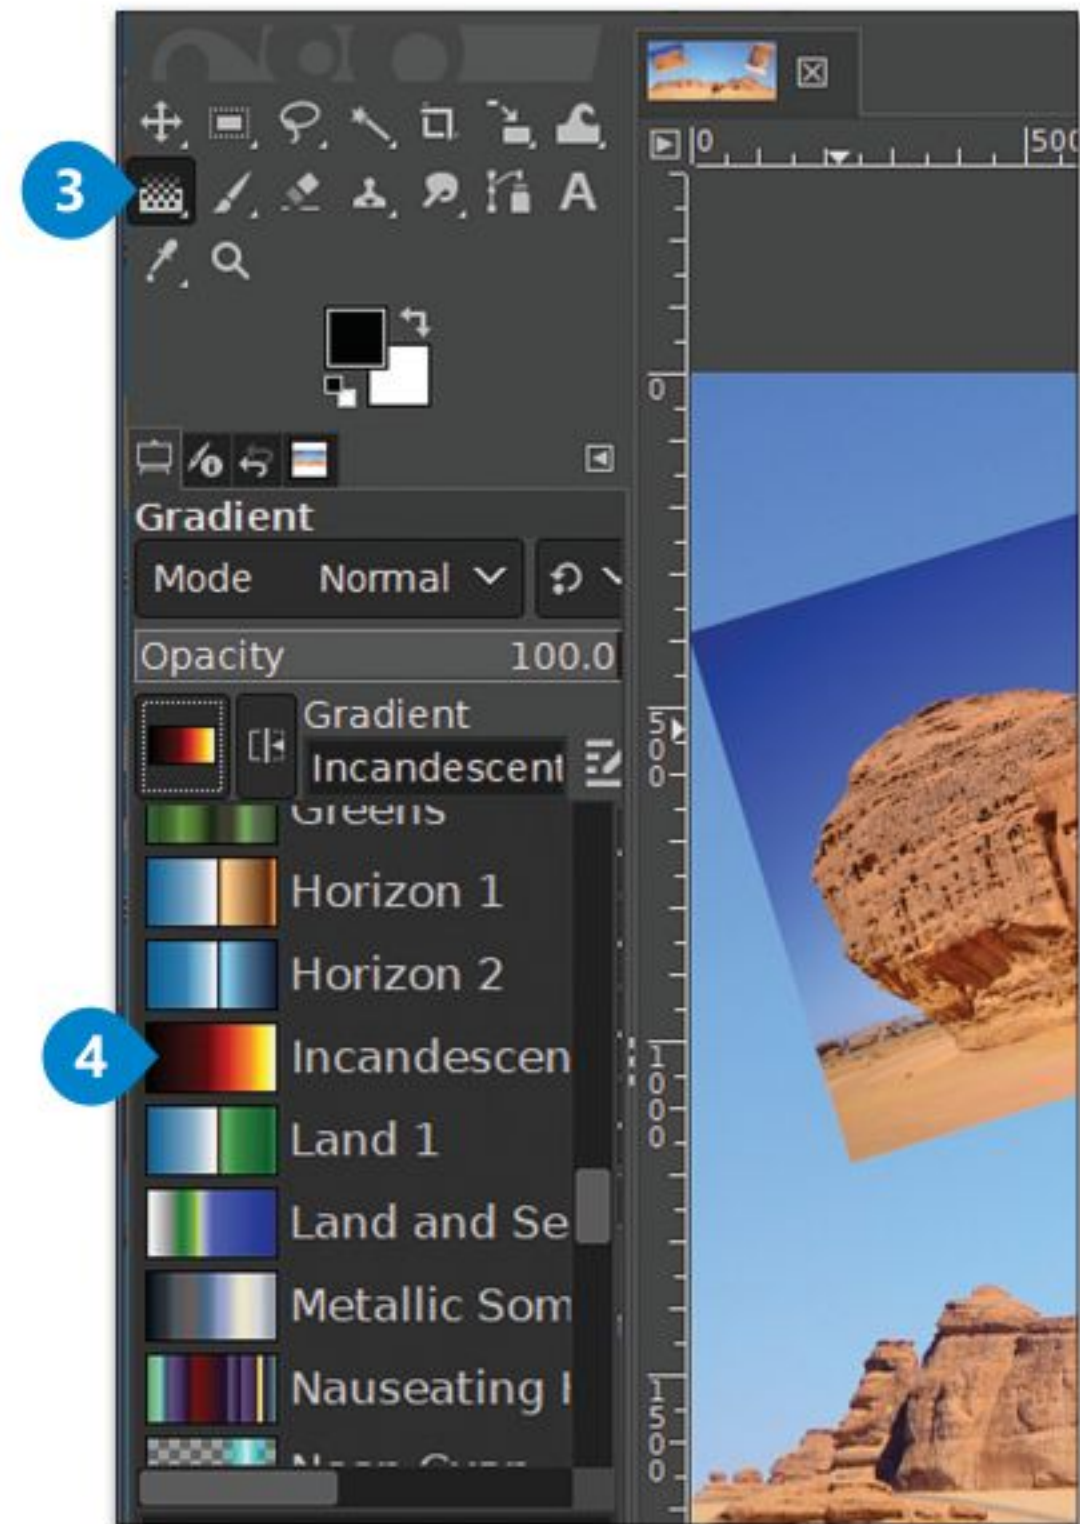 0
500
3
A
0
Gradient
Mode Normal
Opacity 100.0
Gradient
Incandescent
500
Greens
Horizon 1
Horizon 2
4
Incandescen
1000
Land 1
Land and Se
Metallic Som
Nauseating
1500